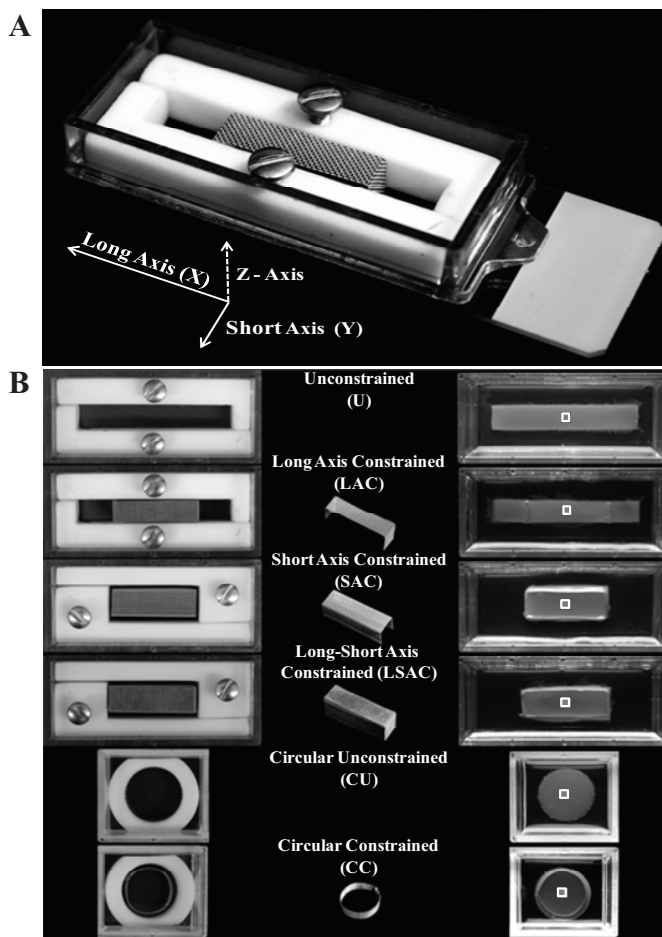 A
Long Axis (X)
Z - Axis
Short Axis (Y)
B
Unconstrained
(U)
Long Axis Constrained
(LAC)
Short Axis Constrained
(SAC)
Long-Short Axis
Constrained (LSAC)
Circular Unconstrained
(CU)
Circular Constrained
(CC)